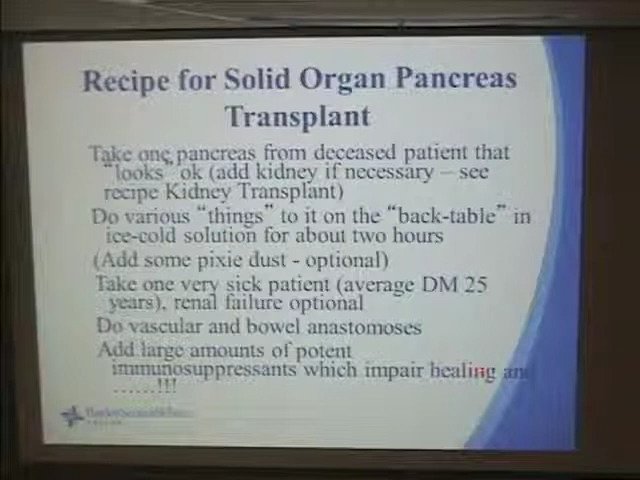 Recipe for Solid Organ Pancreas
Transplant
Take one pancreas from deceased patient that
"looks" ok (add kidney if necessary – see
recipe Kidney Transplant)
Do various "things" to it on the "back-table" in
ice-cold solution for about two hours
(Add some pixie dust - optional)
Take one very sick patient (average DM 25
years), renal failure optional
Do vascular and bowel anastomoses
Add large amounts of potent
immunosuppressants which impair healing and
……!!!